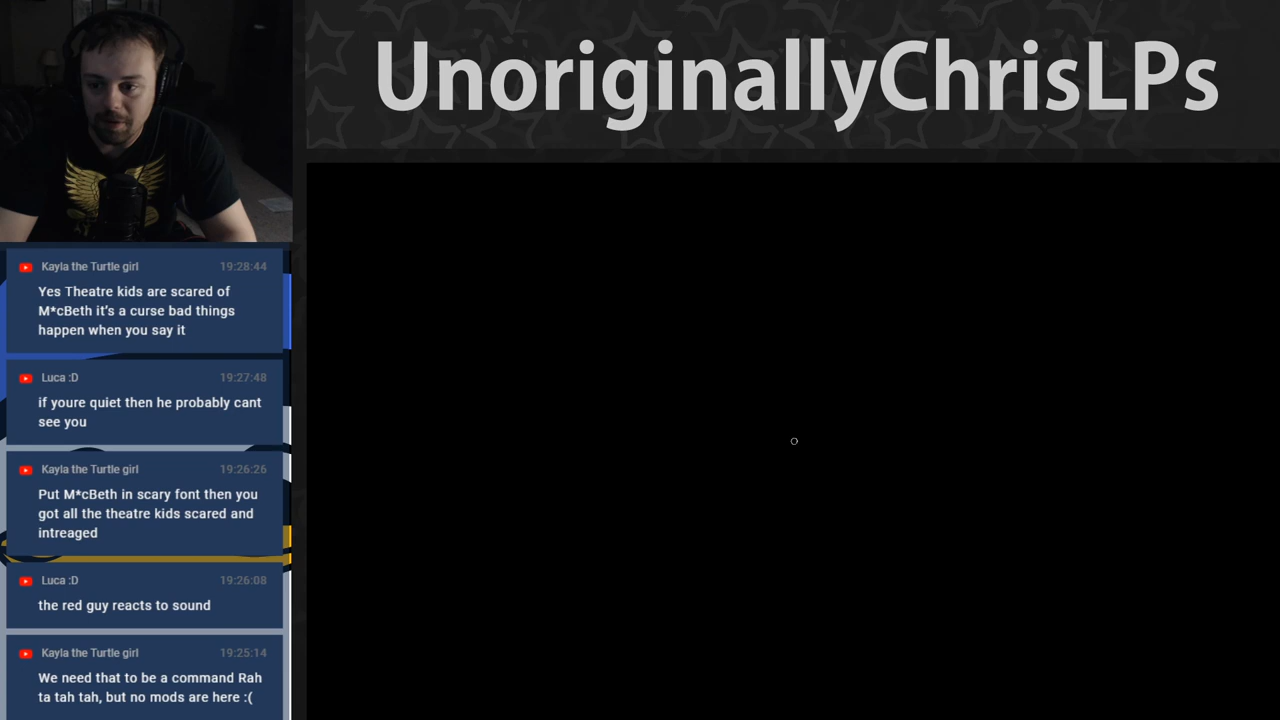 UnoriginallyChrisLPs
Kayla the Turtle girl 19:28:44
Yes Theatre kids are scared of
M*cBeth it's a curse bad things
happen when you say it
Luca :D 19:27:48
if youre quiet then he probably cant
see you
Kayla the Turtle girl 19:26:26
Put M*cBeth in scary font then you
got all the theatre kids scared and
intreaged
Luca :D 19:26:08
the red guy reacts to sound
Kayla the Turtle girl 19:25:14
We need that to be a command Rah
ta tah tah, but no mods are here :(